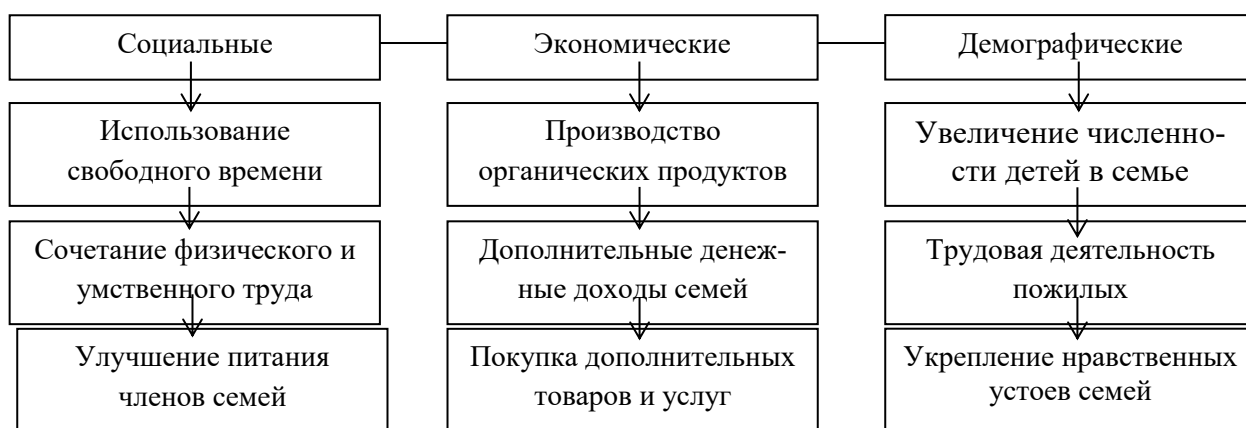 Социальные
Экономические
Демографические
Использование
свободного времени
Производство
органических продуктов
Увеличение численно-
сти детей в семье
Сочетание физического и
умственного труда
Дополнительные денеж-
ные доходы семей
Трудовая деятельность
пожилых
Улучшение питания
членов семей
Покупка дополнительных
товаров и услуг
Укрепление нравственных
устоев семей